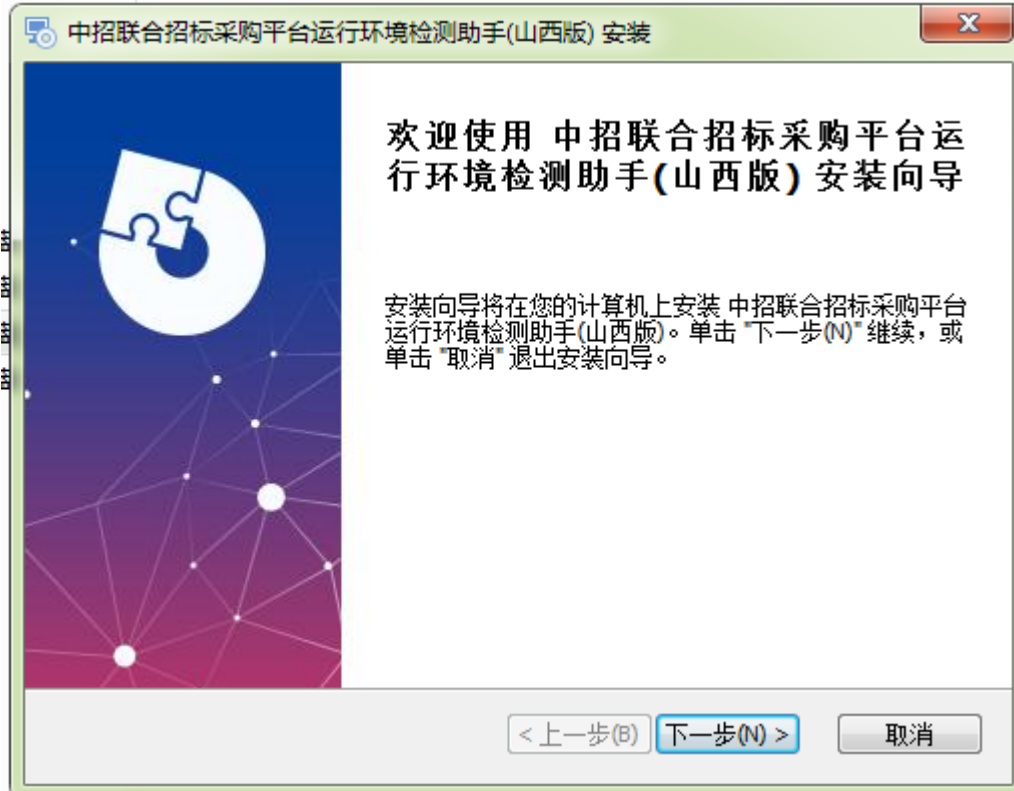 中招联合招标采购平台运行环境检测助手(山西版) 安装
欢迎使用 中招联合招标采购平台运
行环境检测助手(山西版) 安装向导
安装向导将在您的计算机上安装 中招联合招标采购平台
运行环境检测助手(山西版)。单击 "下一步(N)" 继续，或
单击 "取消" 退出安装向导。
< 上一步(B)
下一步(N) >
取消